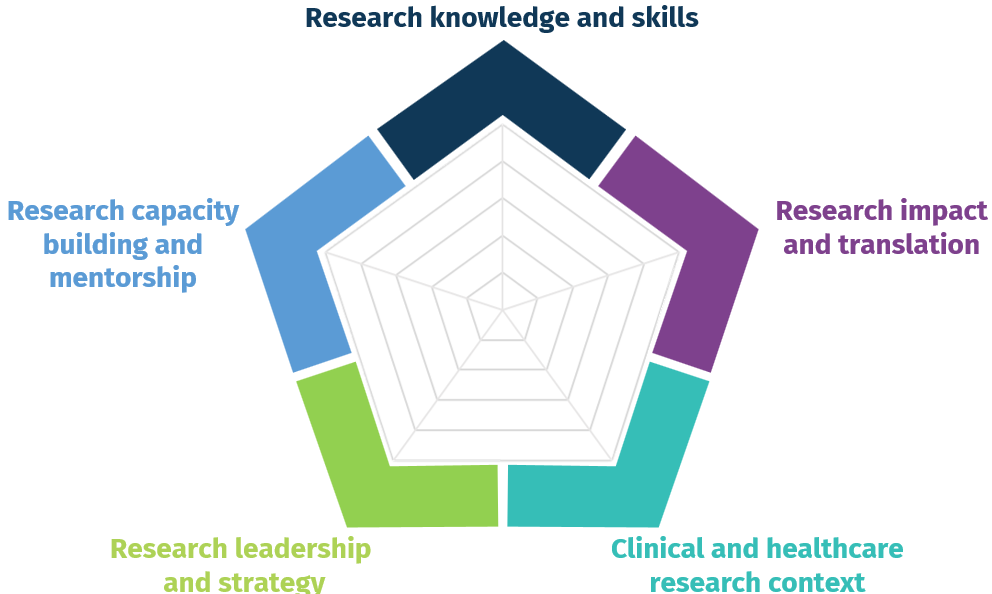 Research knowledge and skills
Research impact
and translation
Clinical and healthcare
research context
Research leadership
and strategy
Research capacity
building and
mentorship